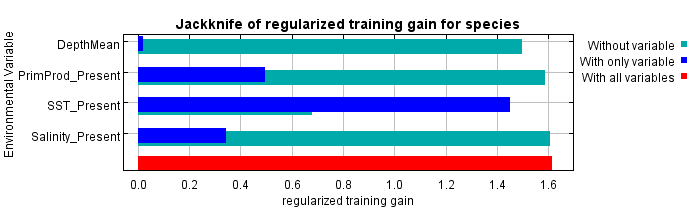 Jackknife of regularized training gain for species
Environmental Variable
DepthMean
PrimProd_Present
SST_Present
Salinity_Present
Without variable
With only variable
With all variables
0.0 0.2 0.4 0.6 0.8 1.0 1.2 1.4 1.6
regularized training gain